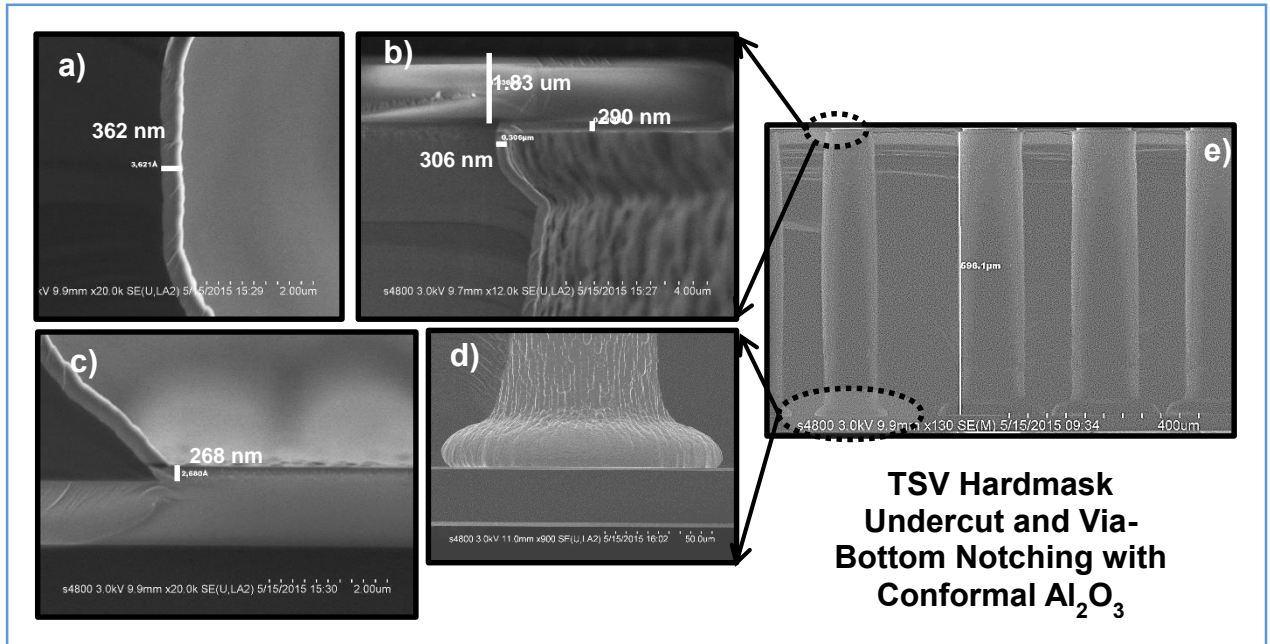 a)
362 nm
3,621Å
kV 9.9mm x20.0k SE(U,LA2) 5/15/2015 15:29 2.00um
b)
1.83 um
290 nm
0.306µm
306 nm
s4800 3.0kV 9.7mm x12.0k SE(U,LA2) 5/15/2015 15:27 4.00um
e)
596.1µm
s4800 3.0kV 9.9mm x130 SE(M) 5/15/2015 09:34 400um
c)
268 nm
2,680Å
s4800 3.0kV 9.9mm x20.0k SE(U,LA2) 5/15/2015 15:30 2.00um
d)
s4800 3.0kV 11.0mm x900 SE(U,LA2) 5/15/2015 16:02 50.0um
TSV Hardmask
Undercut and Via-
Bottom Notching with
Conformal Al₂O₃